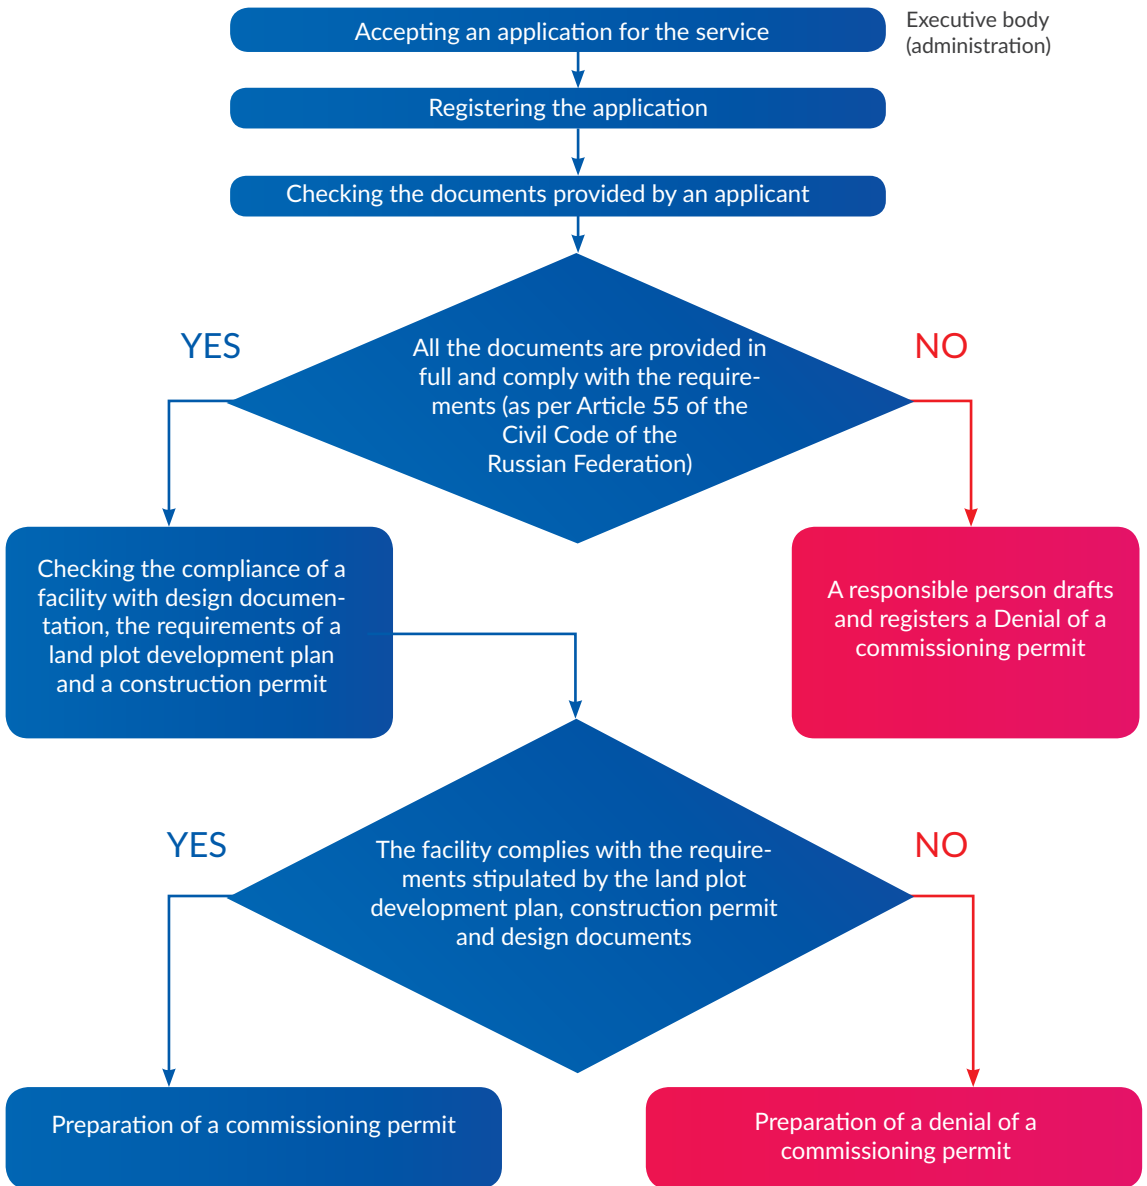 Accepting an application for the service
Executive body
(administration)
Registering the application
Checking the documents provided by an applicant
YES
NO
All the documents are provided in
full and comply with the require-
ments (as per Article 55 of the
Civil Code of the
Russian Federation)
Checking the compliance of a
facility with design documen-
tation, the requirements of a
land plot development plan
and a construction permit
A responsible person drafts
and registers a Denial of a
commissioning permit
YES
NO
The facility complies with the require-
ments stipulated by the land plot
development plan, construction permit
and design documents
Preparation of a commissioning permit
Preparation of a denial of a
commissioning permit